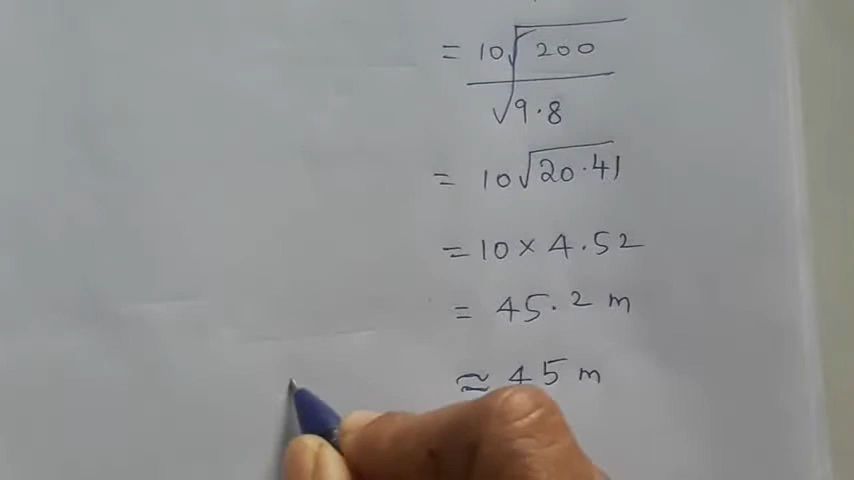 = 10√200
√9.8
= 10√20.41
= 10 × 4.52
= 45.2 m
≈ 45 m